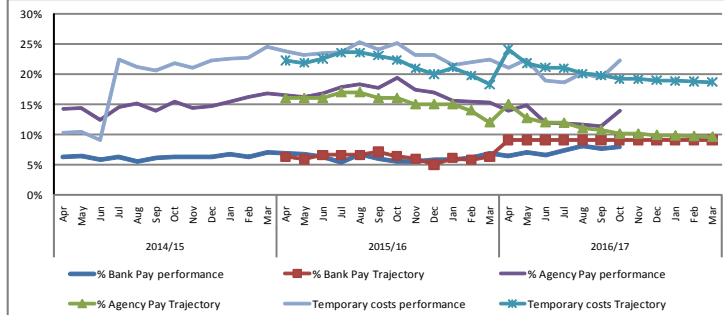 30%
25%
20%
15%
10%
5%
0%
Apr May Jun Jul Aug Sep Oct Nov Dec Jan Feb Mar Apr May Jun Jul Aug Sep Oct Nov Dec Jan Feb Mar Apr May Jun Jul Aug Sep Oct Nov Dec Jan Feb Mar
2014/15 2015/16 2016/17
% Bank Pay performance % Bank Pay Trajectory % Agency Pay performance
% Agency Pay Trajectory Temporary costs performance Temporary costs Trajectory